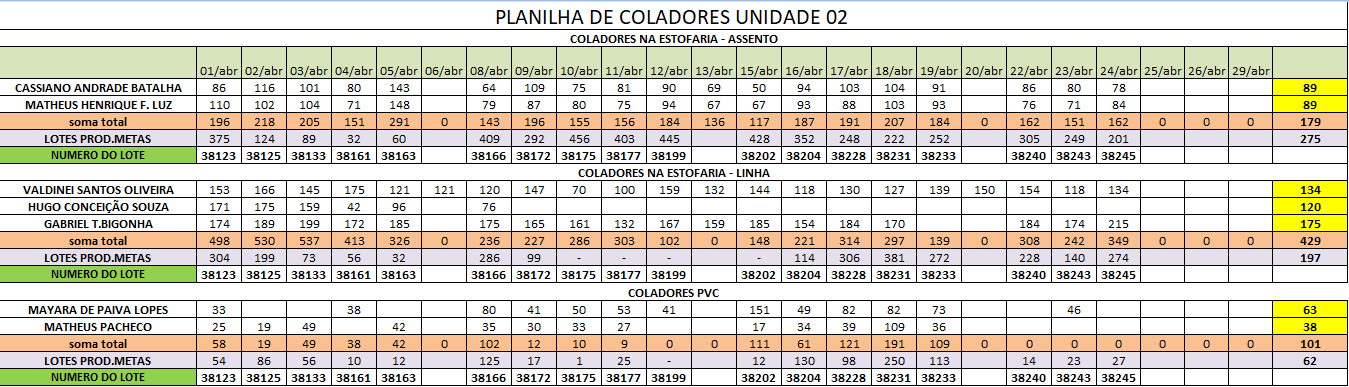 PLANILHA DE COLADORES UNIDADE 02
COLADORES NA ESTOFARIA - ASSENTO
01/abr 02/abr 03/abr 04/abr 05/abr 06/abr 08/abr 09/abr 10/abr 11/abr 12/abr 13/abr 15/abr 16/abr 17/abr 18/abr 19/abr 20/abr 22/abr 23/abr 24/abr 25/abr 26/abr 29/abr
CASSIANO ANDRADE BATALHA 86 116 101 80 143 64 109 75 81 90 69 50 94 103 104 91 86 80 78 89
MATHEUS HENRIQUE F. LUZ 110 102 104 71 148 79 87 80 75 94 67 67 93 88 103 93 76 71 84 89
soma total 196 218 205 151 291 0 143 196 155 156 184 136 117 187 191 207 184 0 162 151 162 0 0 0 179
LOTES PROD.METAS 375 124 89 32 60 409 292 456 403 445 428 352 248 222 252 305 249 201 275
NUMERO DO LOTE 38123 38125 38133 38161 38163 38166 38172 38175 38177 38199 38202 38204 38228 38231 38233 38240 38243 38245
COLADORES NA ESTOFARIA - LINHA
VALDINEI SANTOS OLIVEIRA 153 166 145 175 121 121 120 147 70 100 159 132 144 118 130 127 139 150 154 118 134 134
HUGO CONCEIÇÃO SOUZA 171 175 159 42 96 76 120
GABRIEL T.BIGONHA 174 189 199 172 185 175 165 161 132 167 159 185 154 184 170 184 174 215 175
soma total 498 530 537 413 326 0 236 227 286 303 102 0 148 221 314 297 139 0 308 242 349 0 0 0 429
LOTES PROD.METAS 304 199 73 56 32 286 99 - - - - 114 306 381 272 228 140 274 197
NUMERO DO LOTE 38123 38125 38133 38161 38163 38166 38172 38175 38177 38199 38202 38204 38228 38231 38233 38240 38243 38245
COLADORES PVC
MAYARA DE PAIVA LOPES 33 38 80 41 50 53 41 151 49 82 82 73 46 63
MATHEUS PACHECO 25 19 49 42 35 30 33 27 17 34 39 109 36 38
soma total 58 19 49 38 42 0 102 12 10 9 0 0 111 61 121 191 109 0 0 0 0 0 0 0 101
LOTES PROD.METAS 54 86 56 10 12 125 17 1 25 - 12 130 98 250 113 14 23 27 62
NUMERO DO LOTE 38123 38125 38133 38161 38163 38166 38172 38175 38177 38199 38202 38204 38228 38231 38233 38240 38243 38245